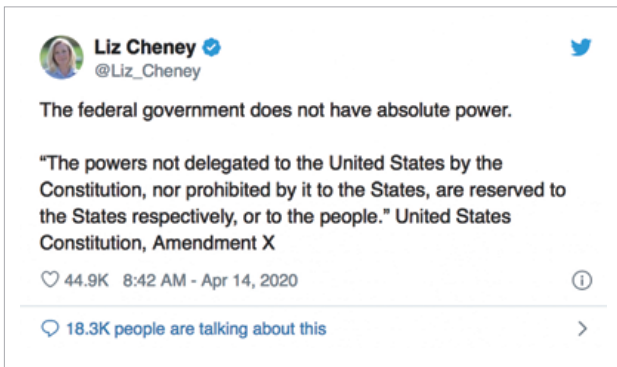 Liz Cheney
@Liz_Cheney
The federal government does not have absolute power.
“The powers not delegated to the United States by the
Constitution, nor prohibited by it to the States, are reserved to
the States respectively, or to the people.” United States
Constitution, Amendment X
44.9K 8:42 AM - Apr 14, 2020
18.3K people are talking about this